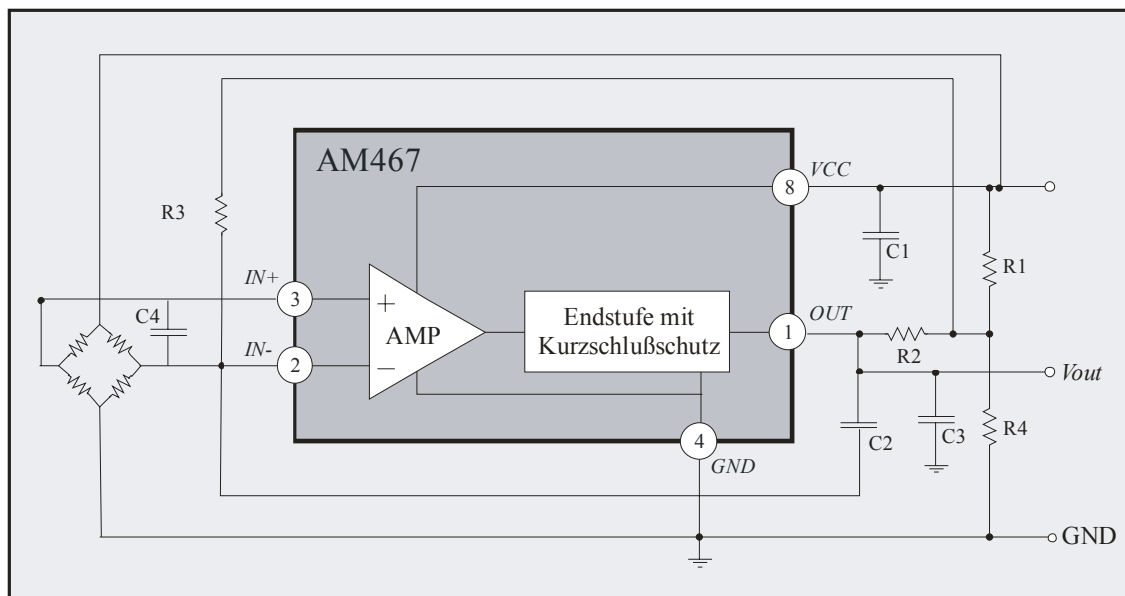 AM467
VCC
8
R3
C1
R1
IN+
3
+
C4
AMP
Endstufe mit
Kurzschlußschutz
OUT
1
IN-
2
−
R2
Vout
C2
C3
R4
4
GND
GND